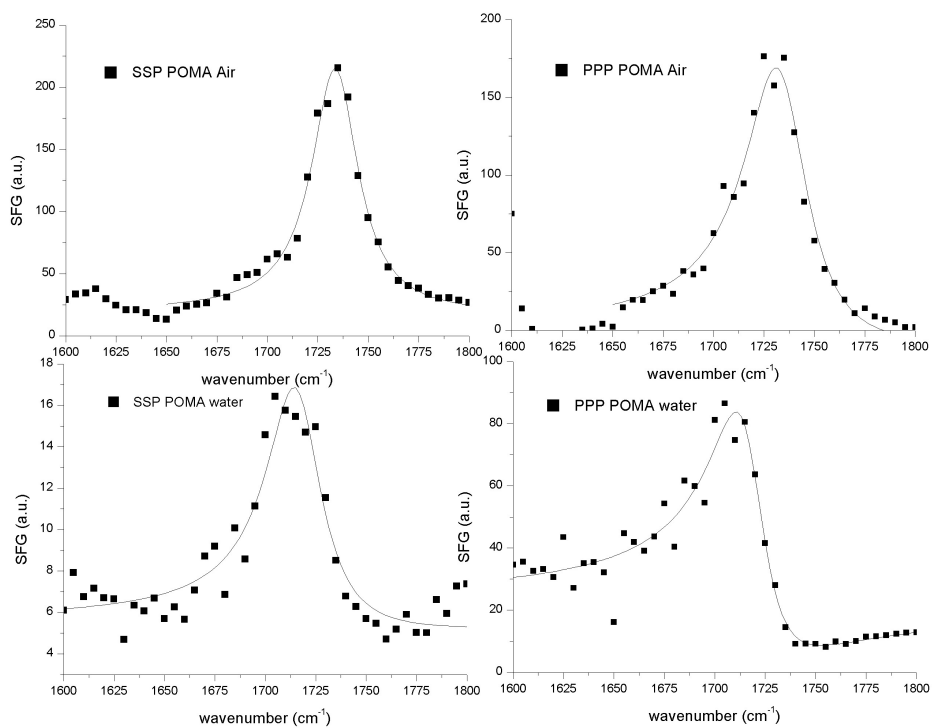 250
200
150
100
50
0
SFG (a.u.)
SSP POMA Air
1600 1625 1650 1675 1700 1725 1750 1775 1800
wavenumber (cm-1)
200
150
100
50
0
SFG (a.u.)
PPP POMA Air
1600 1625 1650 1675 1700 1725 1750 1775 1800
wavenumber (cm-1)
18
16
14
12
10
8
6
4
SFG (a.u.)
SSP POMA water
1600 1625 1650 1675 1700 1725 1750 1775 1800
wavenumber (cm-1)
100
80
60
40
20
0
SFG (a.u.)
PPP POMA water
1600 1625 1650 1675 1700 1725 1750 1775 1800
wavenumber (cm-1)